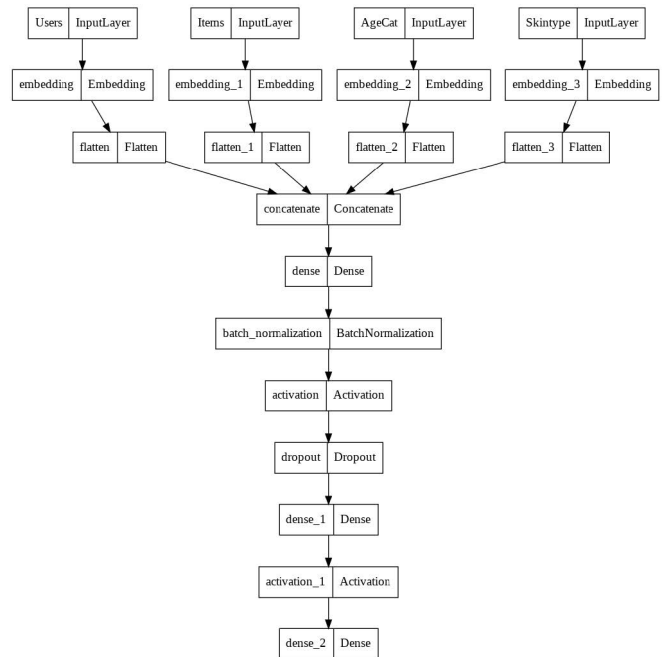 Users InputLayer Items InputLayer AgeCat InputLayer Skintype InputLayer
embedding Embedding embedding_1 Embedding embedding_2 Embedding embedding_3 Embedding
flatten Flatten flatten_1 Flatten flatten_2 Flatten flatten_3 Flatten
concatenate Concatenate
dense Dense
batch_normalization BatchNormalization
activation Activation
dropout Dropout
dense_1 Dense
activation_1 Activation
dense_2 Dense